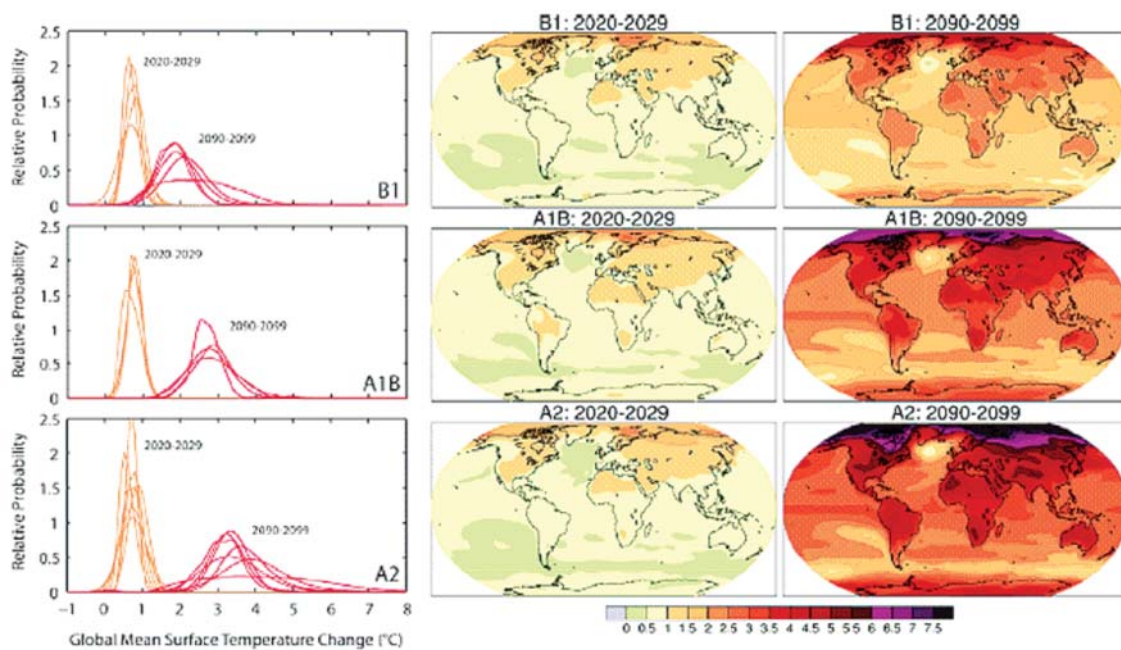 B1: 2020-2029
B1: 2090-2099
2.5
2
1.5
1
0.5
0
Relative Probability
2020-2029
2090-2099
B1
A1B: 2020-2029
A1B: 2090-2099
2.5
2
1.5
1
0.5
0
Relative Probability
2020-2029
2090-2099
A1B
A2: 2020-2029
A2: 2090-2099
2.5
2
1.5
1
0.5
0
Relative Probability
2020-2029
2090-2099
A2
-1 0 1 2 3 4 5 6 7 8
Global Mean Surface Temperature Change (°C)
0 0.5 1 1.5 2 2.5 3 3.5 4 4.5 5 5.5 6 6.5 7 7.5